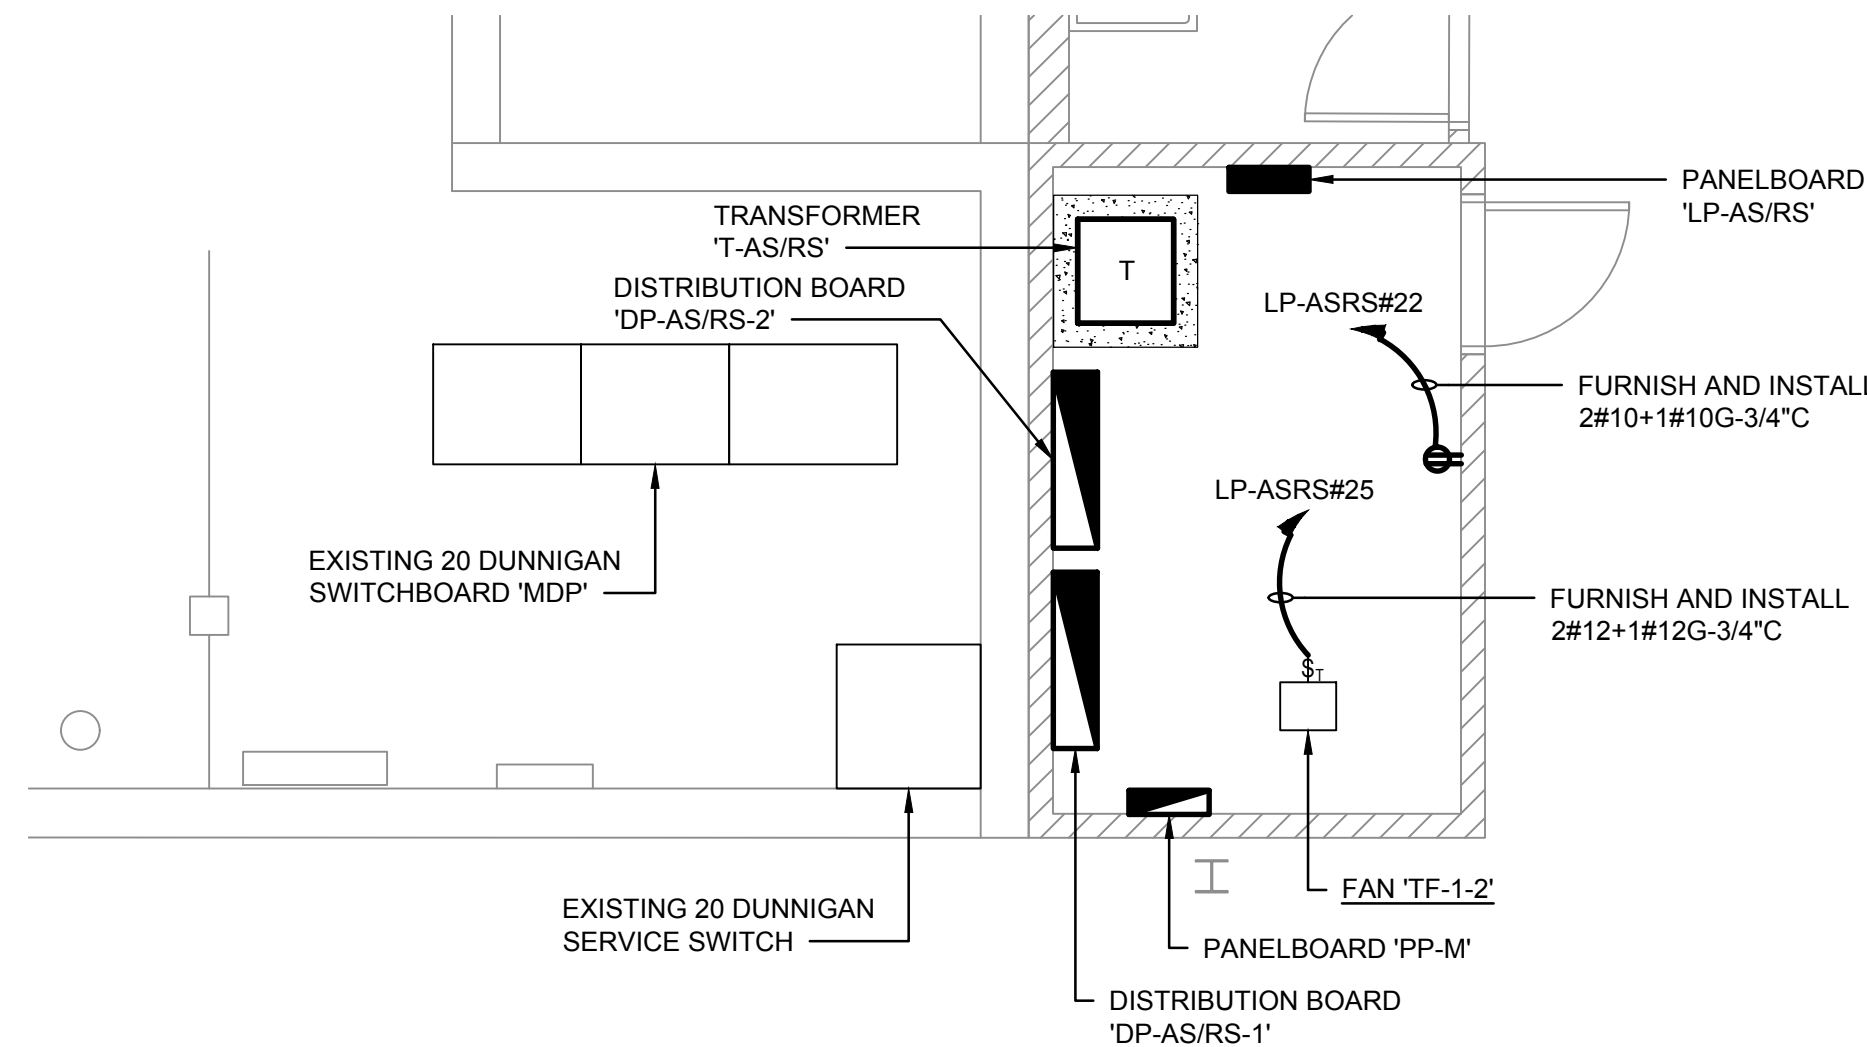 PANELBOARD
'LP-AS/RS'
TRANSFORMER
'T-AS/RS'
T
DISTRIBUTION BOARD
'DP-AS/RS-2'
LP-ASRS#22
FURNISH AND INSTALL
2#10+1#10G-3/4"C
LP-ASRS#25
EXISTING 20 DUNNIGAN
SWITCHBOARD 'MDP'
FURNISH AND INSTALL
2#12+1#12G-3/4"C
ST
FAN 'TF-1-2'
EXISTING 20 DUNNIGAN
SERVICE SWITCH
PANELBOARD 'PP-M'
DISTRIBUTION BOARD
'DP-AS/RS-1'